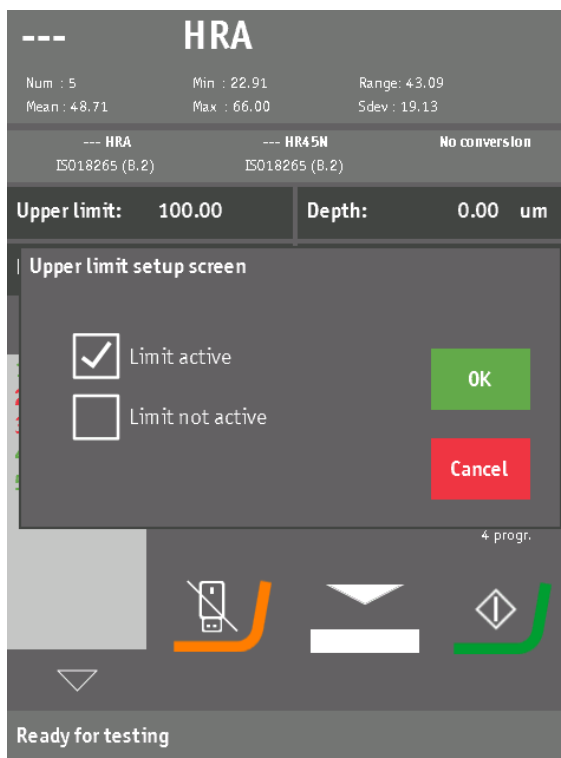 --- HRA
Num : 5 Min : 22.91 Range: 43.09
Mean : 48.71 Max : 66.00 Sdev : 19.13
--- HRA --- HR45N No conversion
ISO18265 (B.2) ISO18265 (B.2)
Upper limit: 100.00 Depth: 0.00 um
Upper limit setup screen
Limit active
OK
Limit not active
Cancel
4 progr.
Ready for testing